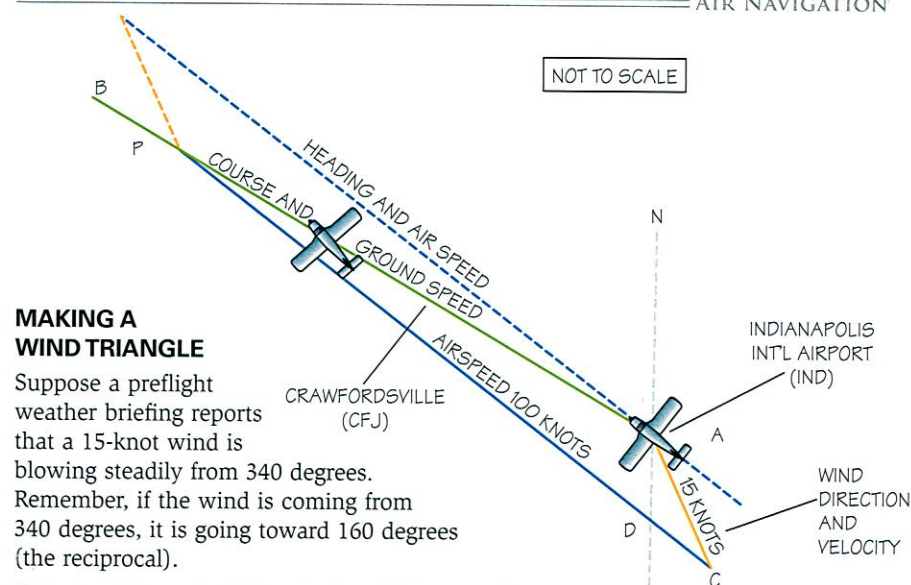 AIR NAVIGATION
NOT TO SCALE
B
P
HEADING AND AIR SPEED
COURSE AND
GROUND SPEED
N
MAKING A
WIND TRIANGLE
Suppose a preflight
weather briefing reports
that a 15-knot wind is
blowing steadily from 340 degrees.
Remember, if the wind is coming from
340 degrees, it is going toward 160 degrees
(the reciprocal).
CRAWFORDSVILLE
(CFJ)
AIRSPEED 100 KNOTS
INDIANAPOLIS
INT'L AIRPORT
(IND)
A
15 KNOTS
WIND
DIRECTION
AND
VELOCITY
D
C